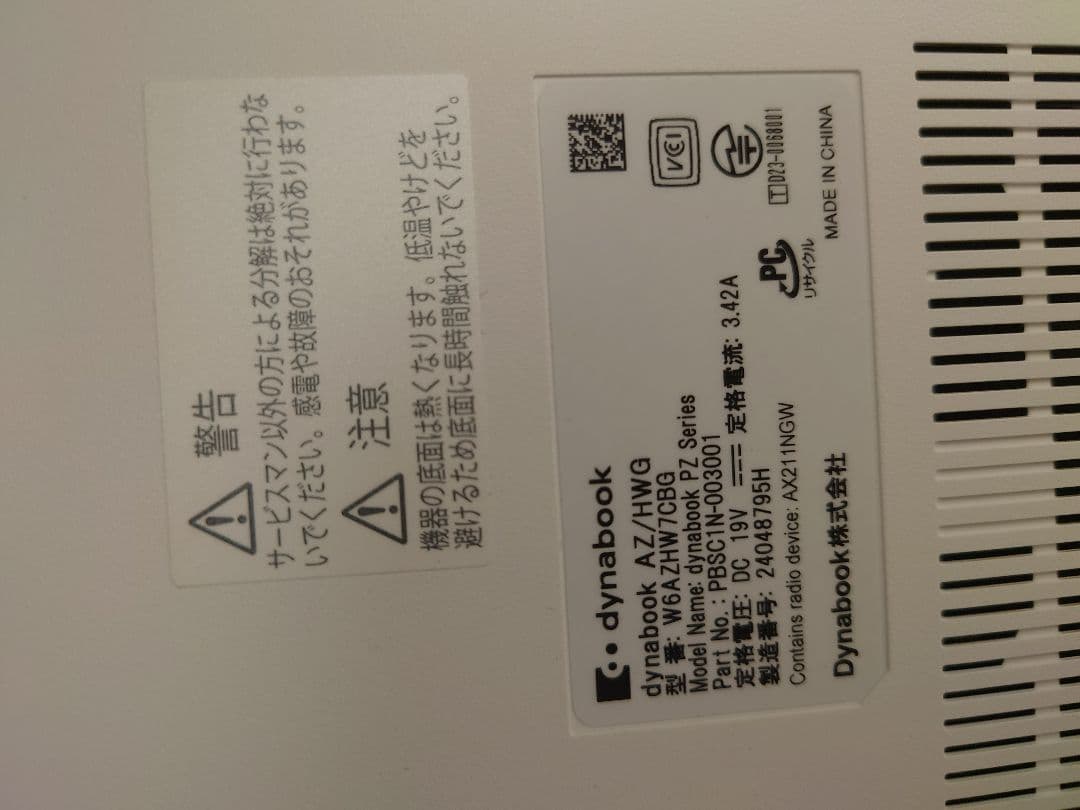 警告
サービスマン以外の方による分解は絶対に行わな
いでください。感電や故障のおそれがあります。
注意
機器の底面は熱くなります。低温やけどを
避けるため底面に長時間触れないでください。
dynabook
dynabook AZ/HWG
型 番: W6AZHW7CBG
Model Name: dynabook PZ Series
Part No.: PBSC1N-003001
定格電圧: DC 19V 定格電流: 3.42A
製造番号: 24048795H
Contains radio device: AX211NGW
Dynabook株式会社
VCCI
T D23-0068001
PC
リサイクル
MADE IN CHINA